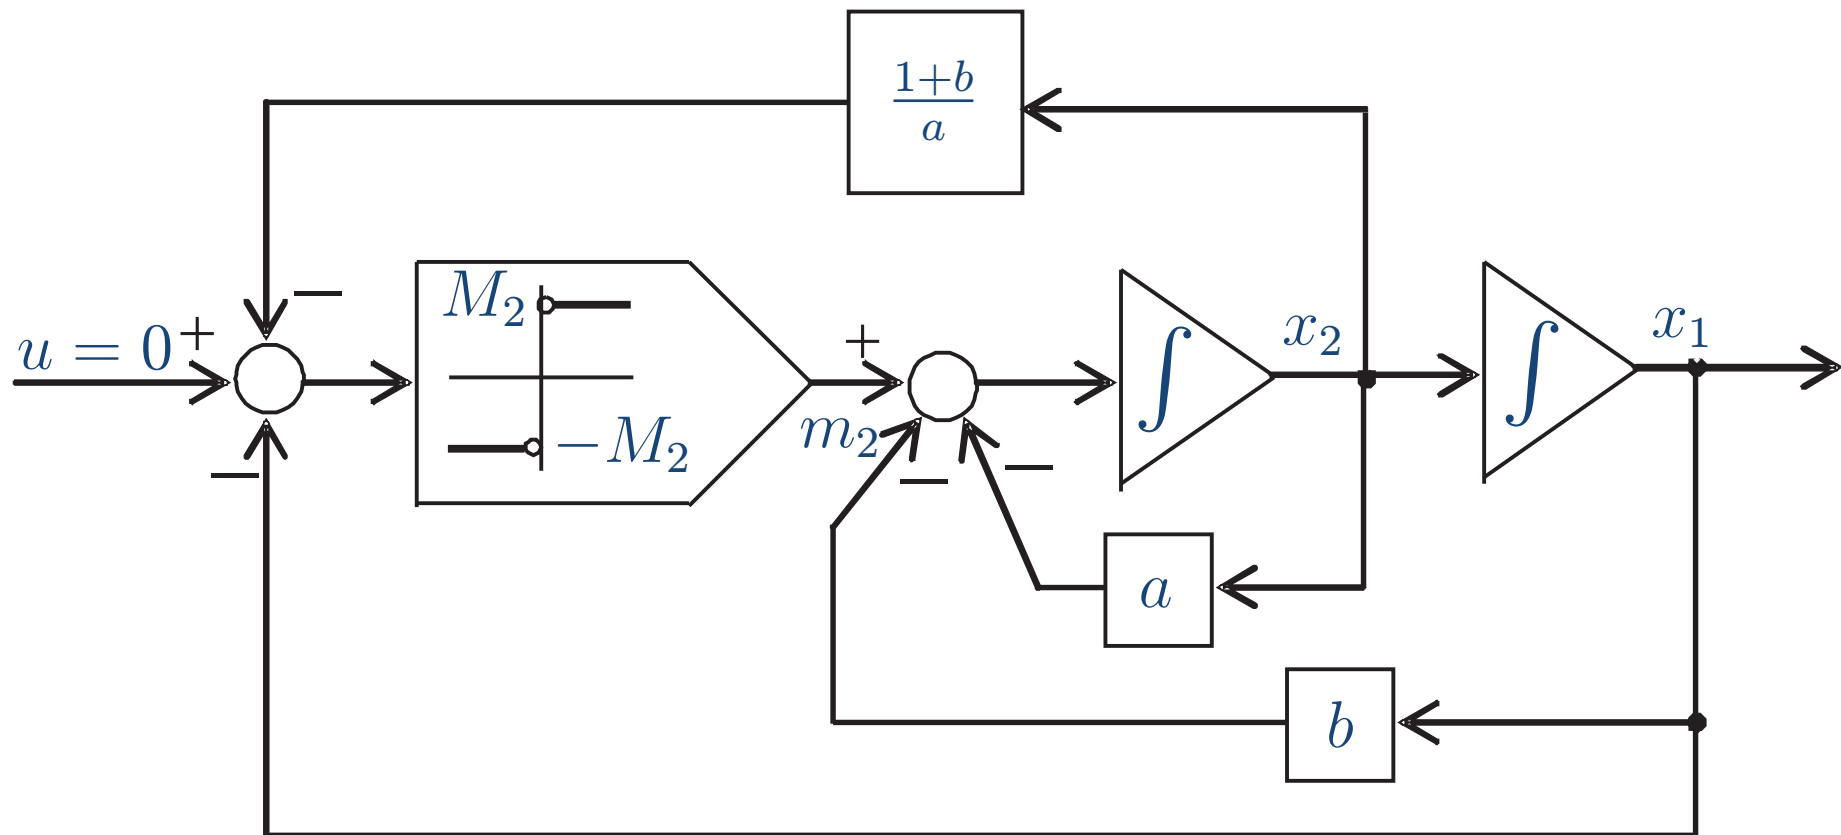 1+b
a
−
M₂
+
u = 0
x₂
x₁
+
m₂
−M₂
−
−
−
a
b
∫
∫